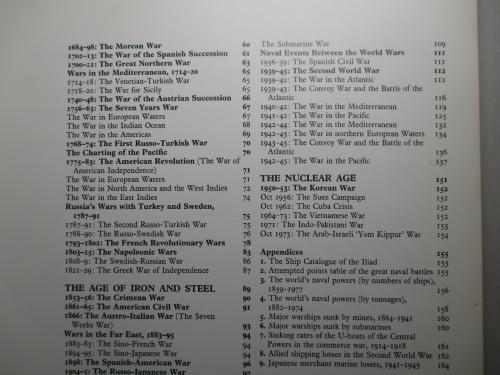 1684–98: The Morean War 60
1702–13: The War of the Spanish Succession 61
1700–21: The Great Northern War 63
Wars in the Mediterranean, 1714–20 65
1714–18: The Venetian-Turkish War 65
1718–20: The War for Sicily 65
1740–48: The War of the Austrian Succession 66
1756–63: The Seven Years War 67
The War in European Waters 67
The War in the Indian Ocean 68
The War in the Americas 69
1768–74: The First Russo-Turkish War 70
The Charting of the Pacific 70
1775–83: The American Revolution (The War of
American Independence) 71
The War in European Waters 71
The War in North America and the West Indies 72
The War in the East Indies 74
Russia's Wars with Turkey and Sweden,
1787–91 75
1787–91: The Second Russo-Turkish War 75
1788–90: The Russo-Swedish War 76
1793–1802: The French Revolutionary Wars 78
1803–15: The Napoleonic Wars 83
1808–9: The Swedish-Russian War 86
1821–29: The Greek War of Independence 87
THE AGE OF IRON AND STEEL 89
1853–56: The Crimean War 90
1861–65: The American Civil War 91
1866: The Austro-Italian War (The Seven
Weeks War) 94
Wars in the Far East, 1883–95 94
1883–85: The Sino-French War 94
1894–95: The Sino-Japanese War 94
1898: The Spanish-American War 96
1904–5: The Russo-Japanese War
The Submarine War 109
Naval Events Between the World Wars 111
1936–39: The Spanish Civil War 111
1939–45: The Second World War 112
1939–42: The War in the Atlantic 112
1939–43: The Convoy War and the Battle of the
Atlantic 116
1940–42: The War in the Mediterranean 119
1941–42: The War in the Pacific 125
1942–44: The War in the Mediterranean 132
1942–45: The War in northern European Waters 134
1943–45: The Convoy War and the Battle of the
Atlantic 136
1942–45: The War in the Pacific 137
THE NUCLEAR AGE 151
1950–53: The Korean War 151
Oct 1956: The Suez Campaign 151
Oct 1962: The Cuba Crisis 151
1964–73: The Vietnamese War 151
1971: The Indo-Pakistani War 151
Oct 1973: The Arab-Israeli 'Yom Kippur' War 151
Appendices 155
1. The Ship Catalogue of the Iliad 155
2. Attempted points table of the great naval battles 155
3. The world's naval powers (by numbers of ships),
1859–1977 156
4. The world's naval powers (by tonnages),
1882–1974 158
5. Major warships sunk by mines, 1864–1941 160
6. Major warships sunk by submarines 160
7. Sinking rates of the U-boats of the Central
Powers in the commerce war, 1914–1918 161
8. Allied shipping losses in the Second World War 162
9. Japanese merchant marine losses, 1941–1945 164